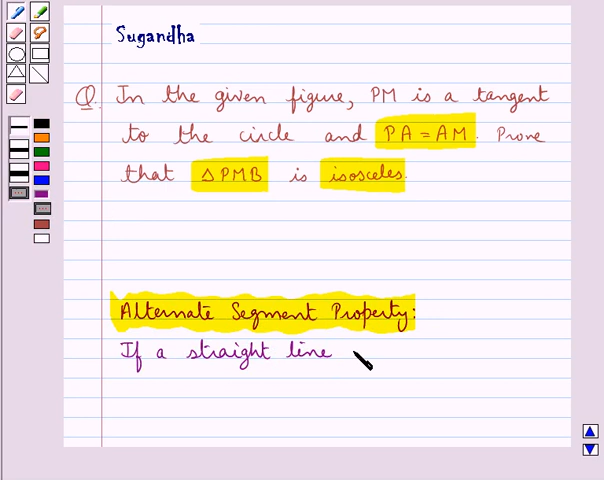 Sugandha
Q. In the given figure, PM is a tangent
to the circle and PA = AM. Prove
that △PMB is isosceles.
Alternate Segment Property:
If a straight line